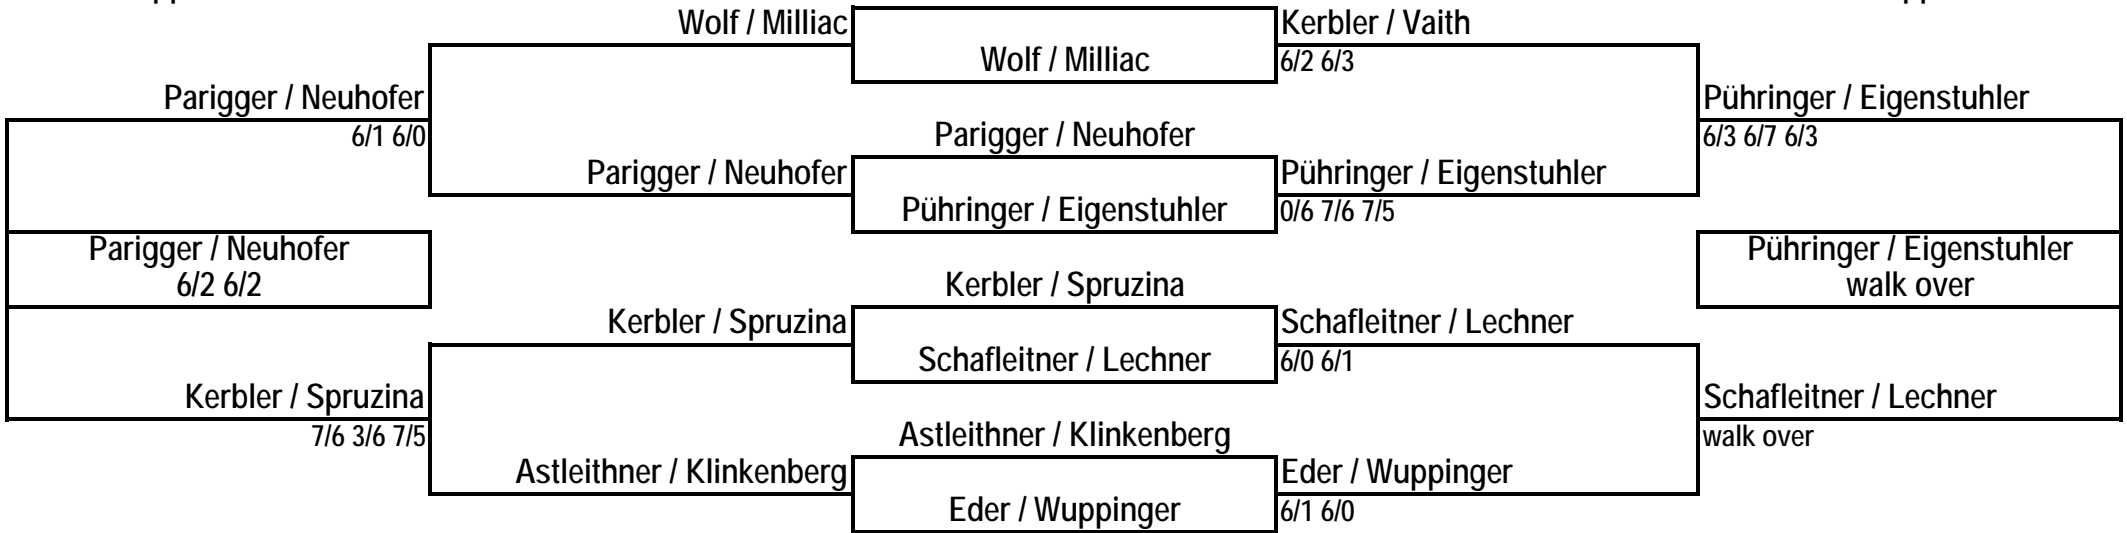 Wolf / Milliac
Kerbler / Vaith
Wolf / Milliac
6/2 6/3
Parigger / Neuhofer
Pühringer / Eigenstuhler
6/1 6/0
Parigger / Neuhofer
6/3 6/7 6/3
Parigger / Neuhofer
Pühringer / Eigenstuhler
Pühringer / Eigenstuhler
0/6 7/6 7/5
Parigger / Neuhofer
Pühringer / Eigenstuhler
6/2 6/2
Kerbler / Spruzina
walk over
Kerbler / Spruzina
Schafleitner / Lechner
Schafleitner / Lechner
6/0 6/1
Kerbler / Spruzina
Schafleitner / Lechner
7/6 3/6 7/5
Astleithner / Klinkenberg
walk over
Astleithner / Klinkenberg
Eder / Wuppinger
Eder / Wuppinger
6/1 6/0